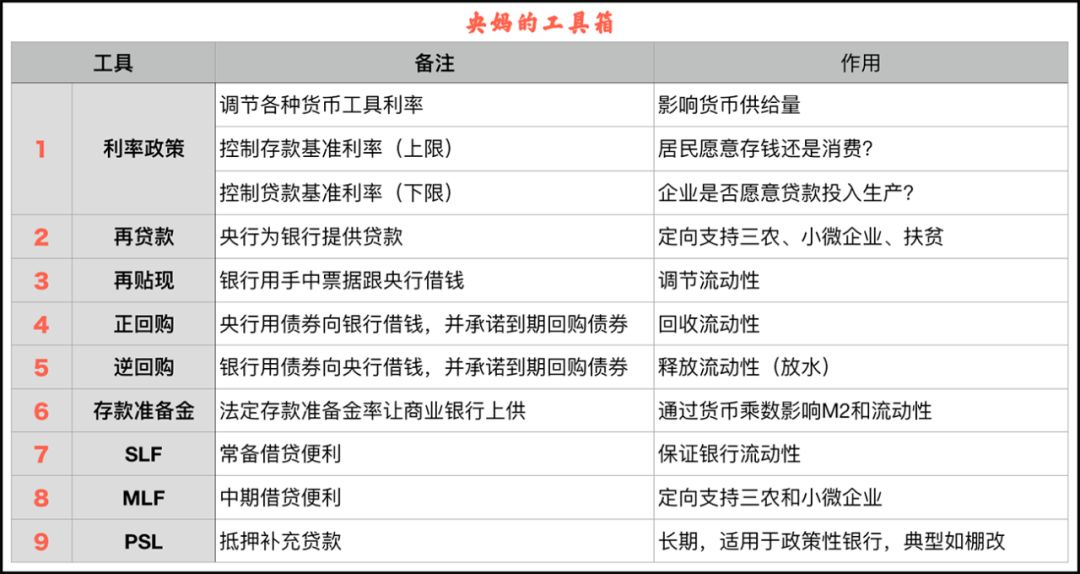 央妈的工具箱
工具 备注 作用
调节各种货币工具利率 影响货币供给量
1 利率政策 控制存款基准利率（上限） 居民愿意存钱还是消费？
控制贷款基准利率（下限） 企业是否愿意贷款投入生产？
2 再贷款 央行为银行提供贷款 定向支持三农、小微企业、扶贫
3 再贴现 银行用手中票据跟央行借钱 调节流动性
4 正回购 央行用债券向银行借钱，并承诺到期回购债券 回收流动性
5 逆回购 银行用债券向央行借钱，并承诺到期回购债券 释放流动性（放水）
6 存款准备金 法定存款准备金率让商业银行上供 通过货币乘数影响M2和流动性
7 SLF 常备借贷便利 保证银行流动性
8 MLF 中期借贷便利 定向支持三农和小微企业
9 PSL 抵押补充贷款 长期，适用于政策性银行，典型如棚改